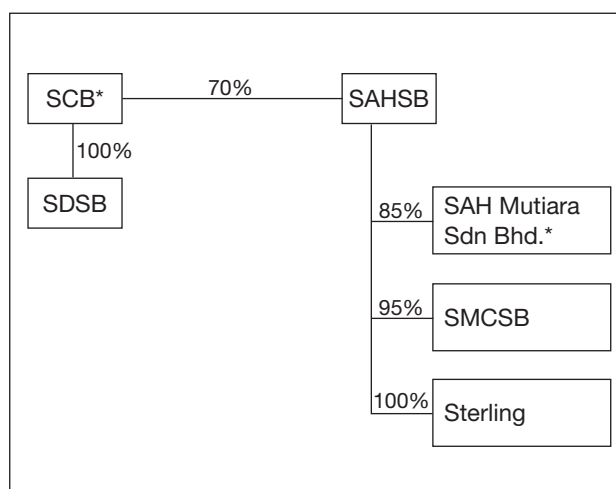 SCB*
70%
SAHSB
100%
SDSB
85%
SAH Mutiara
Sdn Bhd.*
95%
SMCSB
100%
Sterling